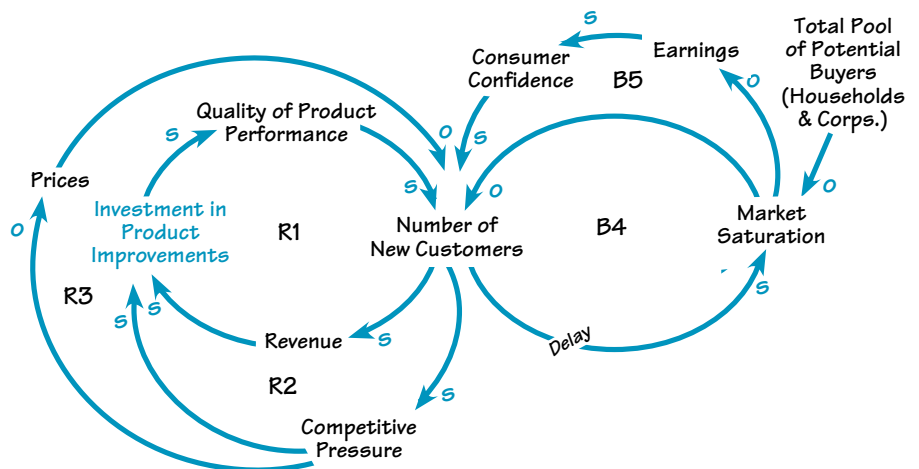 S
Consumer
Confidence
Earnings
B5
Total Pool
of Potential
Buyers
(Households
& Corps.)
O
Quality of Product
Performance
S
O
S
O
Prices
O
Investment in
Product
Improvements
R1
S
O
Number of
New Customers
B4
Market
Saturation
R3
S
S
S
Revenue
S
Delay
R2
S
Competitive
Pressure